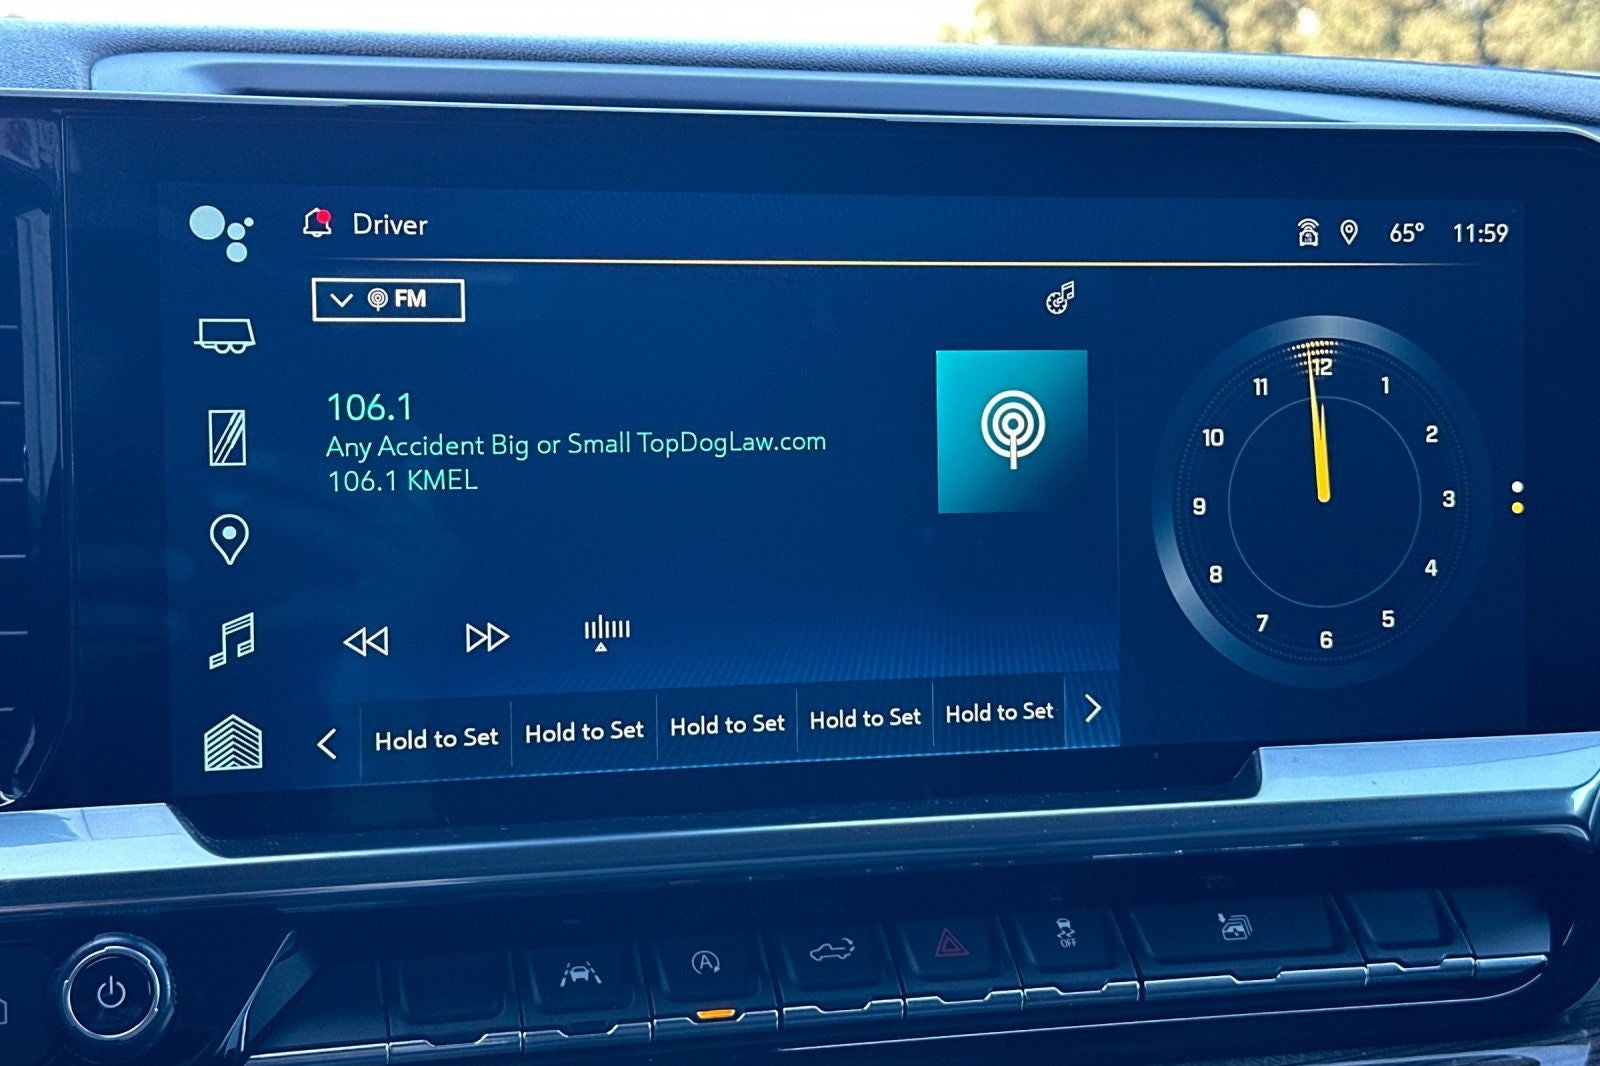 Driver
65° 11:59
FM
106.1
Any Accident Big or Small TopDogLaw.com
106.1 KMEL
Hold to Set Hold to Set Hold to Set Hold to Set Hold to Set
12
11 1
10 2
9 3
8 4
7 5
6
A
OFF